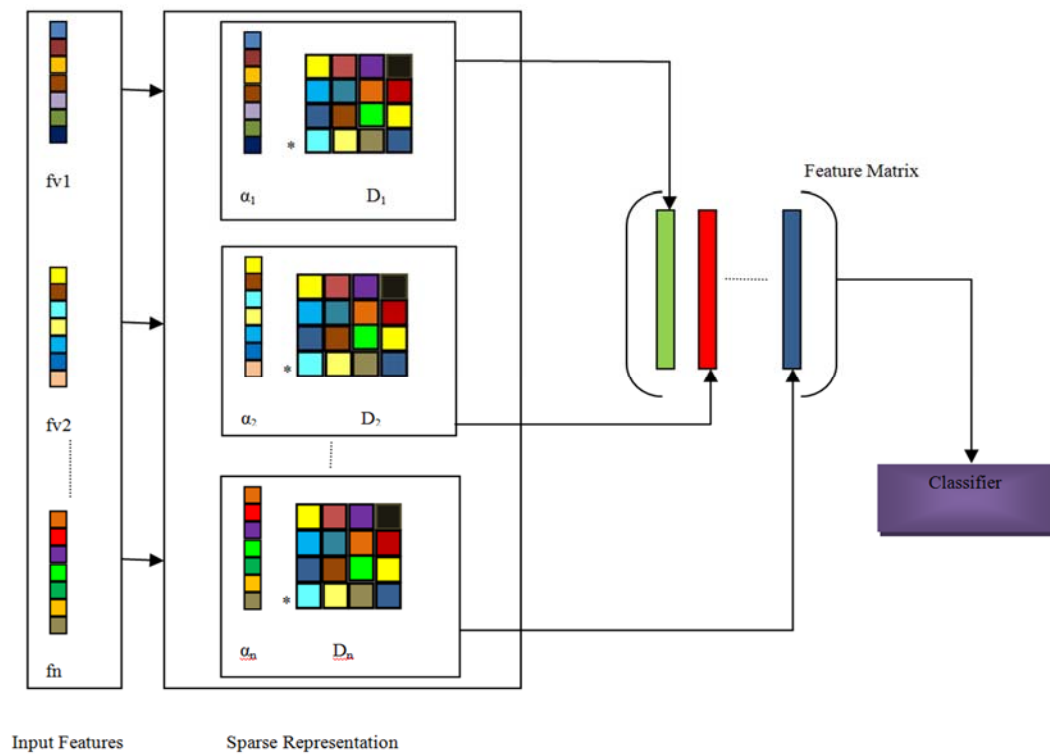 Feature Matrix
fv1
*
α₁ D₁
fv2
*
α₂ D₂
Classifier
*
fn
αₙ Dₙ
Input Features
Sparse Representation